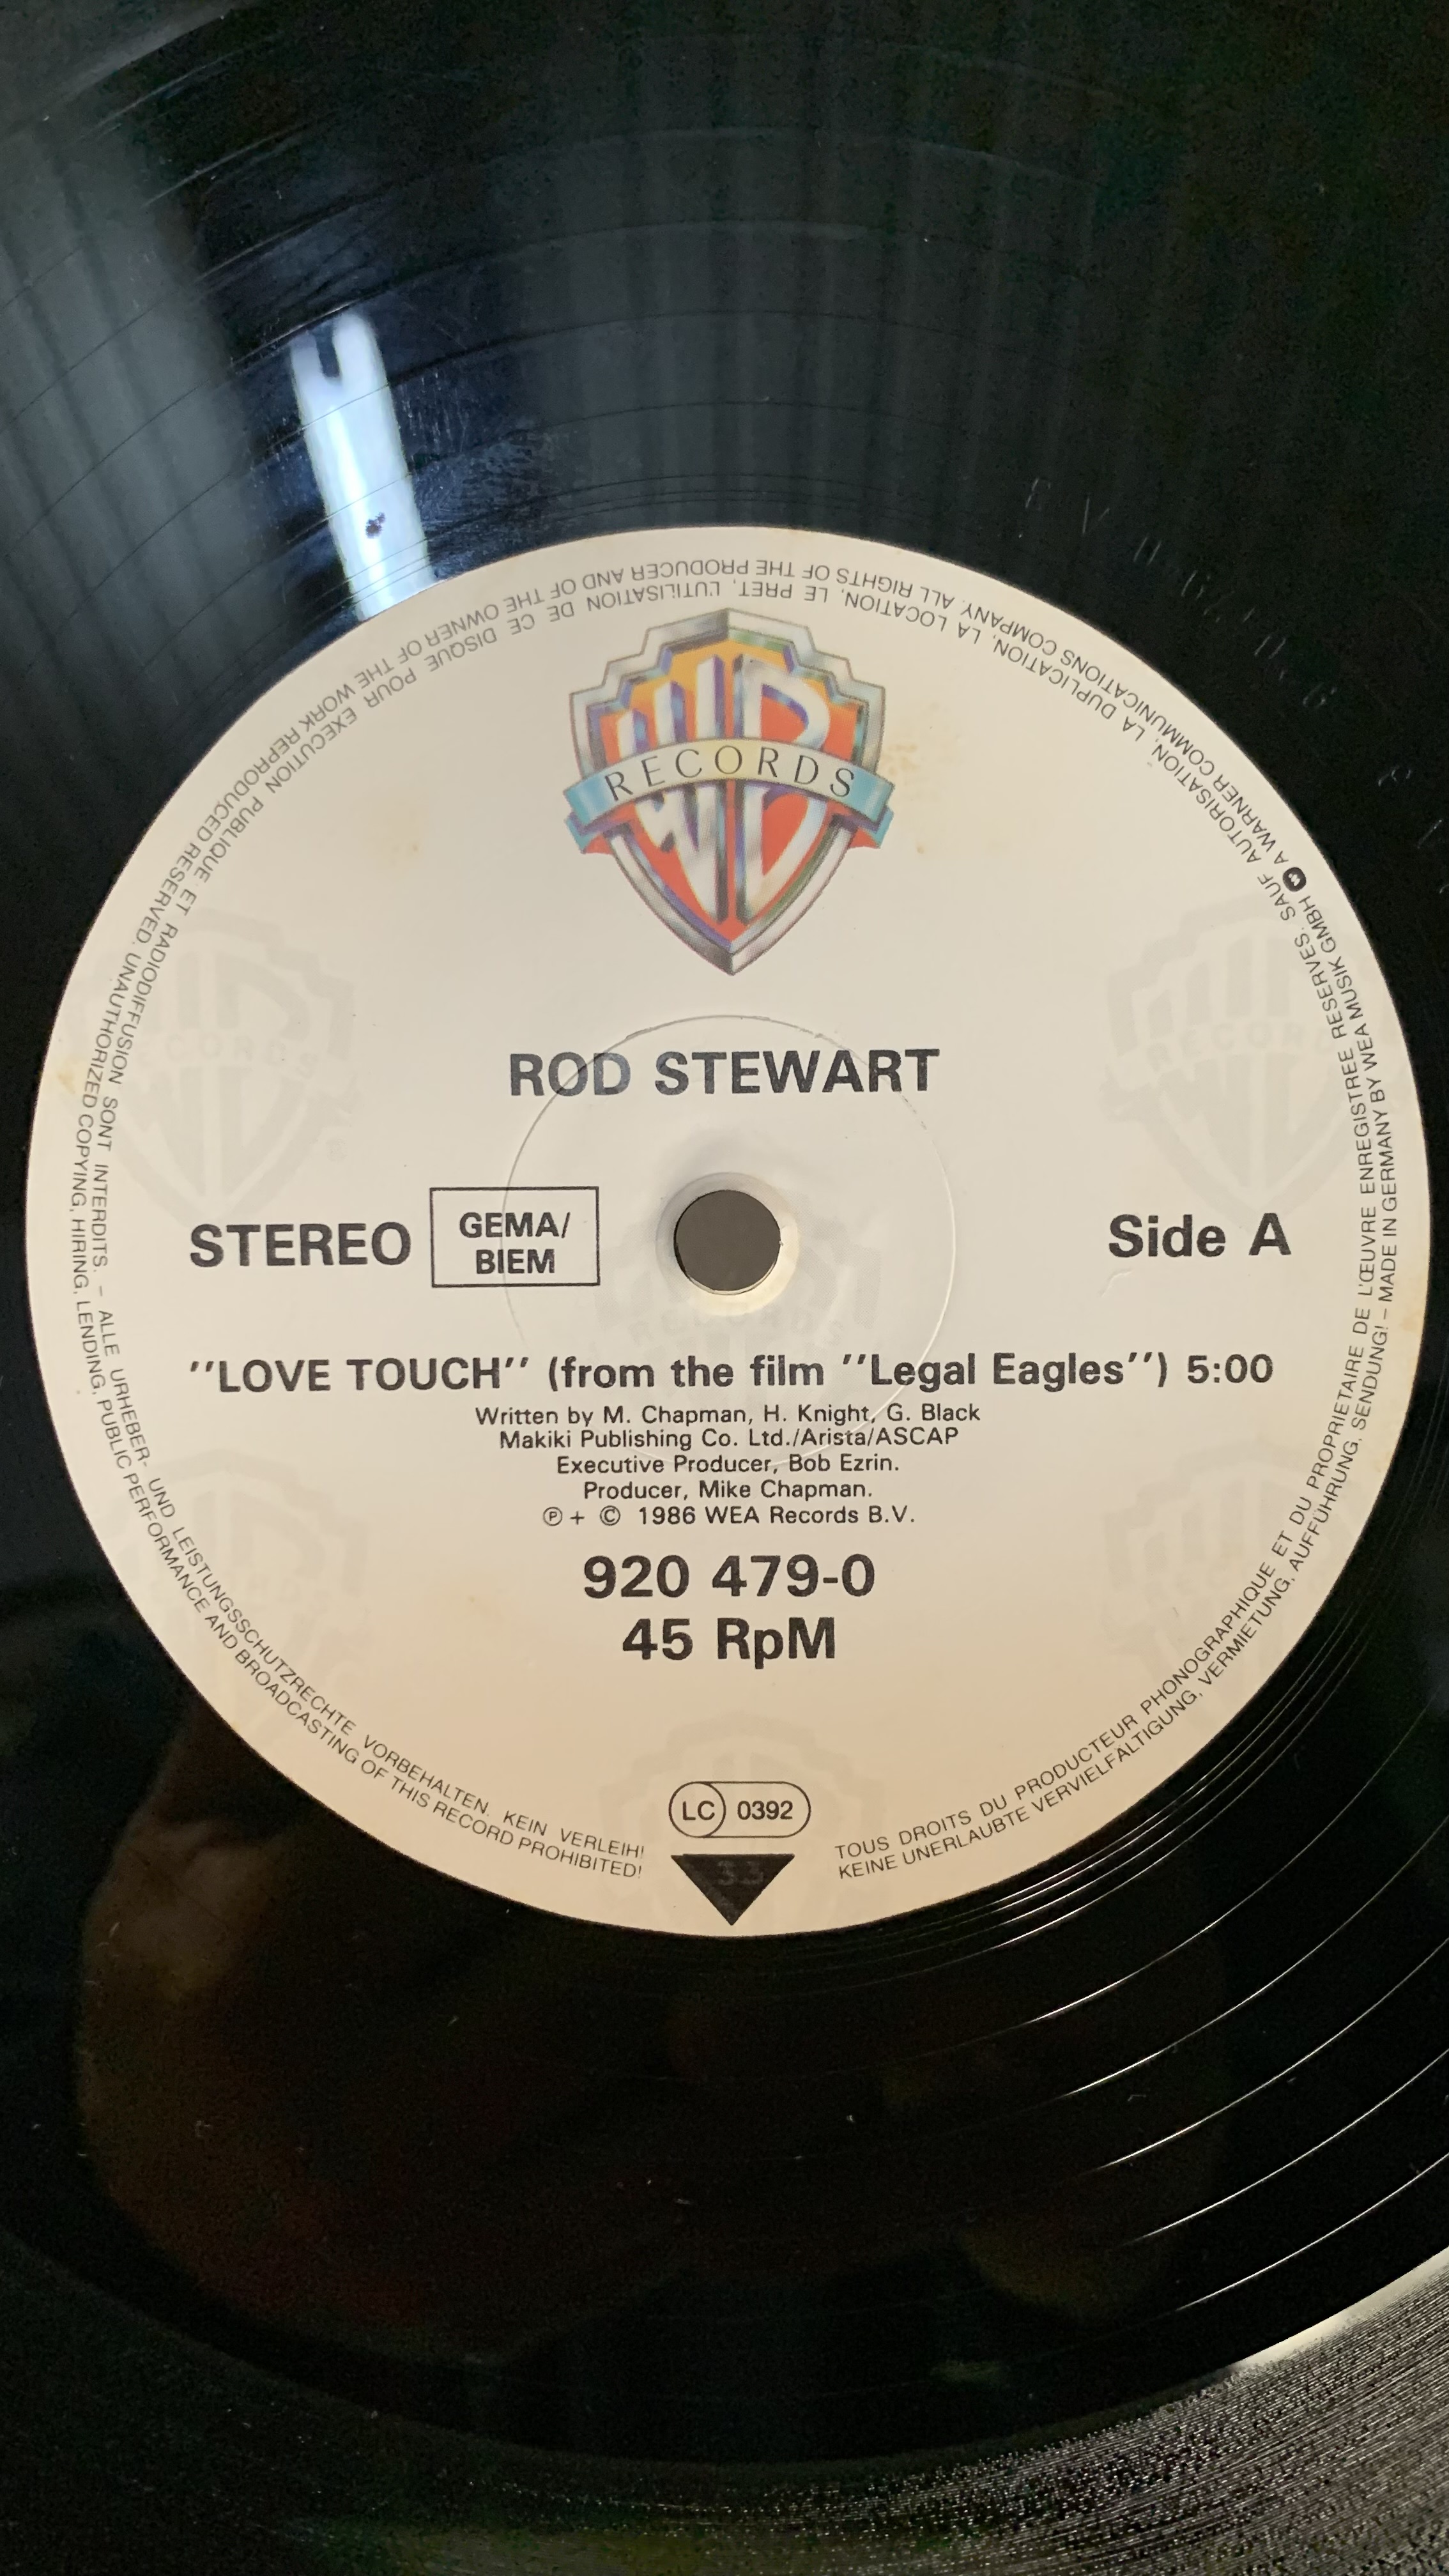 RECORDS
ROD STEWART
STEREO
GEMA/
BIEM
Side A
''LOVE TOUCH'' (from the film ''Legal Eagles'') 5:00
Written by M. Chapman, H. Knight, G. Black
Makiki Publishing Co. Ltd./Arista/ASCAP
Executive Producer, Bob Ezrin.
Producer, Mike Chapman.
℗ + © 1986 WEA Records B.V.
920 479-0
45 RpM
LC 0392
33
TOUS DROITS DU PRODUCTEUR PHONOGRAPHIQUE ET DU PROPRIETAIRE DE L'ŒUVRE ENREGISTREE RESERVES. SAUF AUTORISATION, LA DUPLICATION, LA LOCATION, LE PRET, L'UTILISATION DE CE DISQUE POUR EXECUTION PUBLIQUE ET RADIODIFFUSION SONT INTERDITS. – ALLE URHEBER- UND LEISTUNGSSCHUTZRECHTE VORBEHALTEN. KEIN VERLEIH!
KEINE UNERLAUBTE VERVIELFÄLTIGUNG, VERMIETUNG, AUFFÜHRUNG, SENDUNG! – MADE IN GERMANY BY WEA MUSIK GMBH A WARNER COMMUNICATIONS COMPANY. ALL RIGHTS OF THE PRODUCER AND OF THE OWNER OF THE WORK REPRODUCED RESERVED. UNAUTHORIZED COPYING, HIRING, LENDING, PUBLIC PERFORMANCE AND BROADCASTING OF THIS RECORD PROHIBITED!